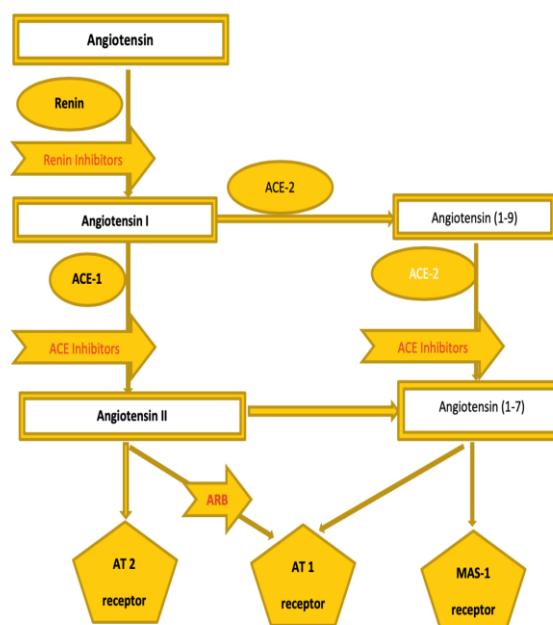 Angiotensin
Renin
Renin Inhibitors
ACE-2
Angiotensin I
Angiotensin (1-9)
ACE-1
ACE-2
ACE Inhibitors
ACE Inhibitors
Angiotensin II
Angiotensin (1-7)
ARB
AT 2
receptor
AT 1
receptor
MAS-1
receptor